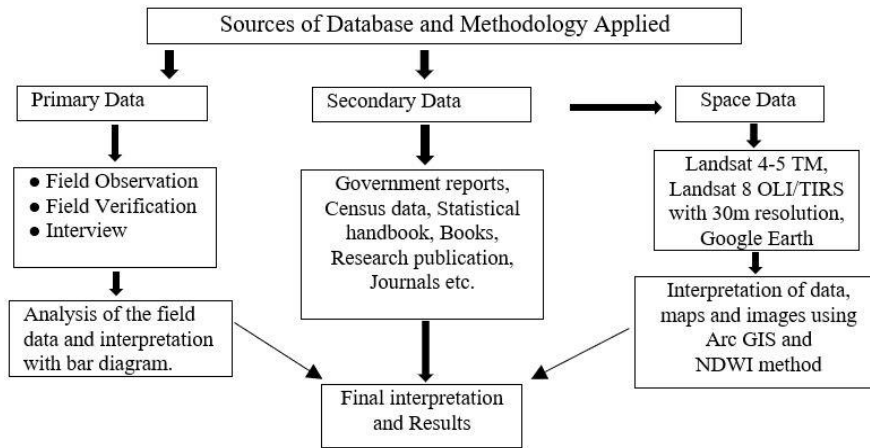 Sources of Database and Methodology Applied
Primary Data
Secondary Data
Space Data
● Field Observation
● Field Verification
● Interview
Government reports,
Census data, Statistical
handbook, Books,
Research publication,
Journals etc.
Landsat 4-5 TM,
Landsat 8 OLI/TIRS
with 30m resolution,
Google Earth
Analysis of the field
data and interpretation
with bar diagram.
Interpretation of data,
maps and images using
Arc GIS and
NDWI method
Final interpretation
and Results